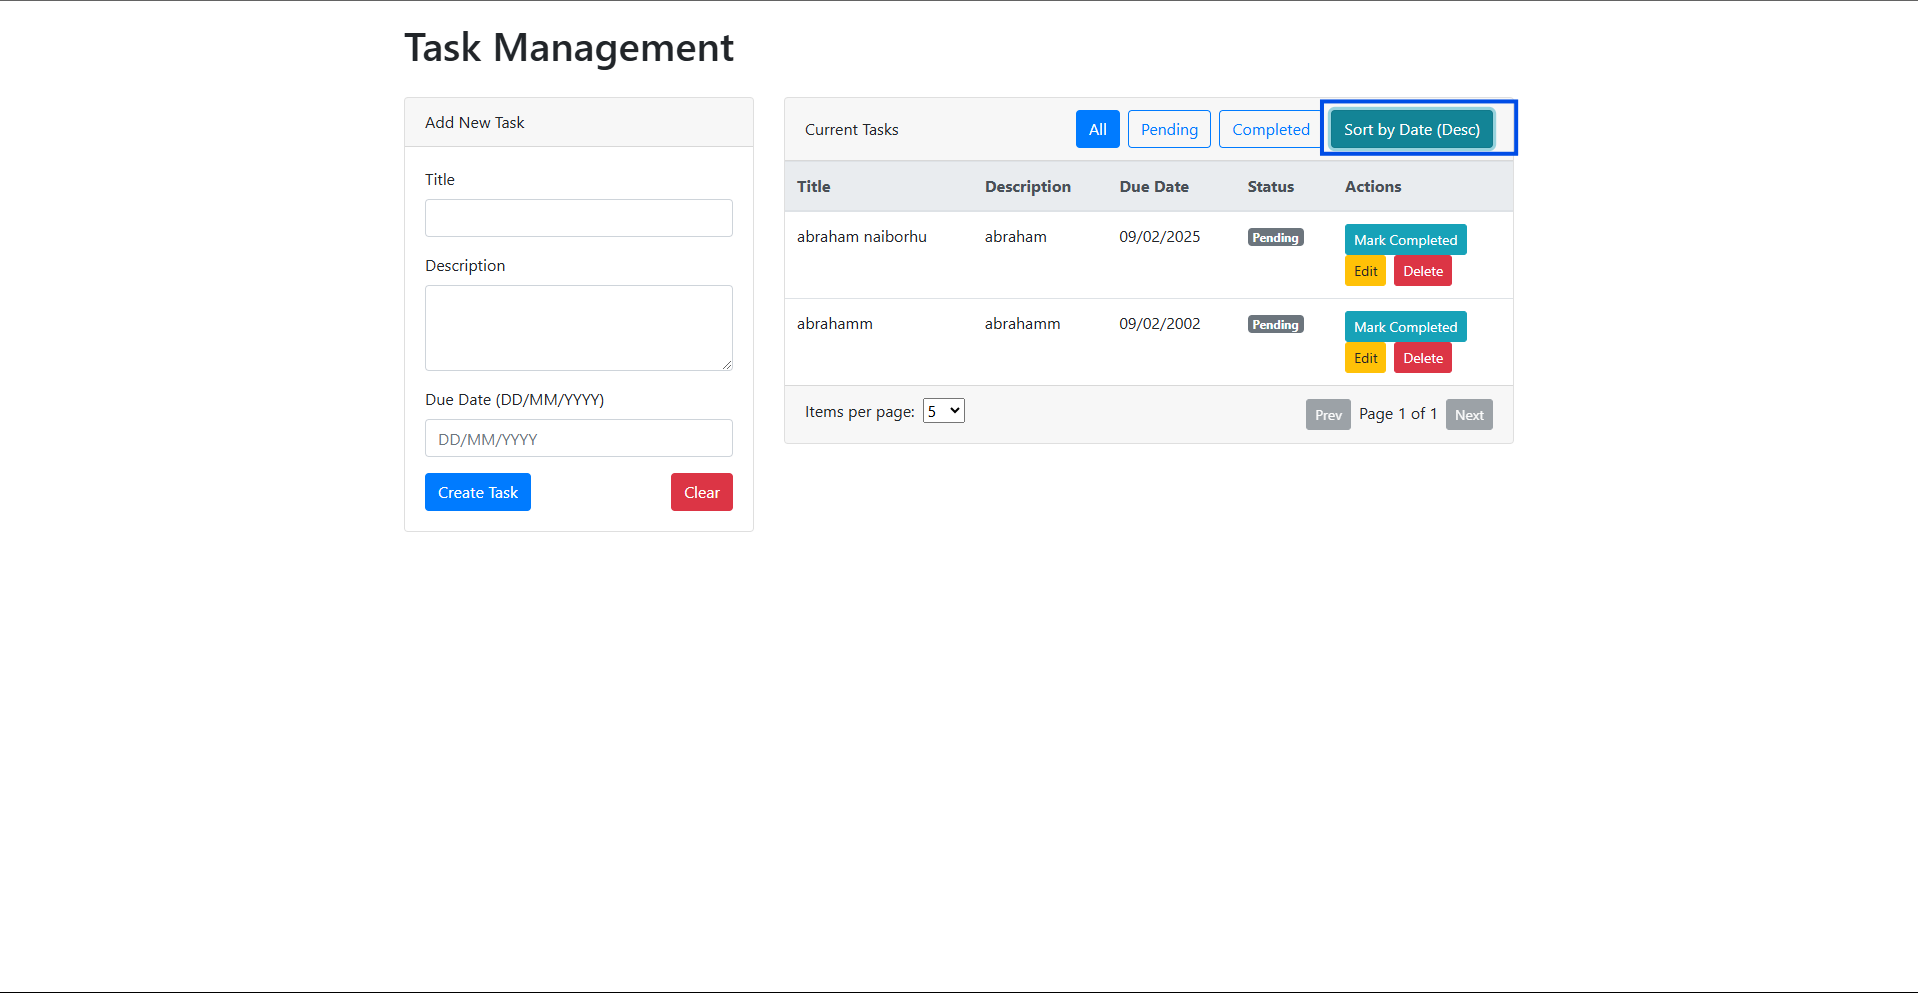 Task Management
Add New Task
Title
Description
Due Date (DD/MM/YYYY)
DD/MM/YYYY
Create Task Clear
Current Tasks All Pending Completed Sort by Date (Desc)
Title Description Due Date Status Actions
abraham naiborhu abraham 09/02/2025 Pending Mark Completed
Edit Delete
abrahamm abrahamm 09/02/2002 Pending Mark Completed
Edit Delete
Items per page: 5 Prev Page 1 of 1 Next